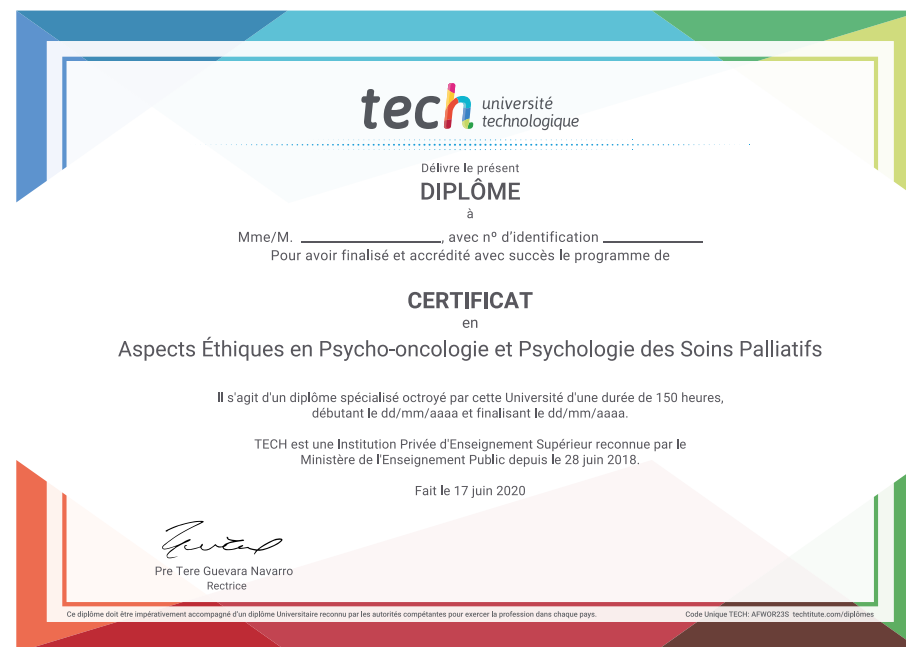 tech université
technologique
Délivre le présent
DIPLÔME
à
Mme/M. ____________________, avec nº d'identification ______________
Pour avoir finalisé et accrédité avec succès le programme de
CERTIFICAT
en
Aspects Éthiques en Psycho-oncologie et Psychologie des Soins Palliatifs
Il s'agit d'un diplôme spécialisé octroyé par cette Université d'une durée de 150 heures,
débutant le dd/mm/aaaa et finalisant le dd/mm/aaaa.
TECH est une Institution Privée d'Enseignement Supérieur reconnue par le
Ministère de l'Enseignement Public depuis le 28 juin 2018.
Fait le 17 juin 2020
Pre Tere Guevara Navarro
Rectrice
Ce diplôme doit être impérativement accompagné d'un diplôme Universitaire reconnu par les autorités compétantes pour exercer la profession dans chaque pays. Code Unique TECH: AFWOR23S techtitute.com/diplômes